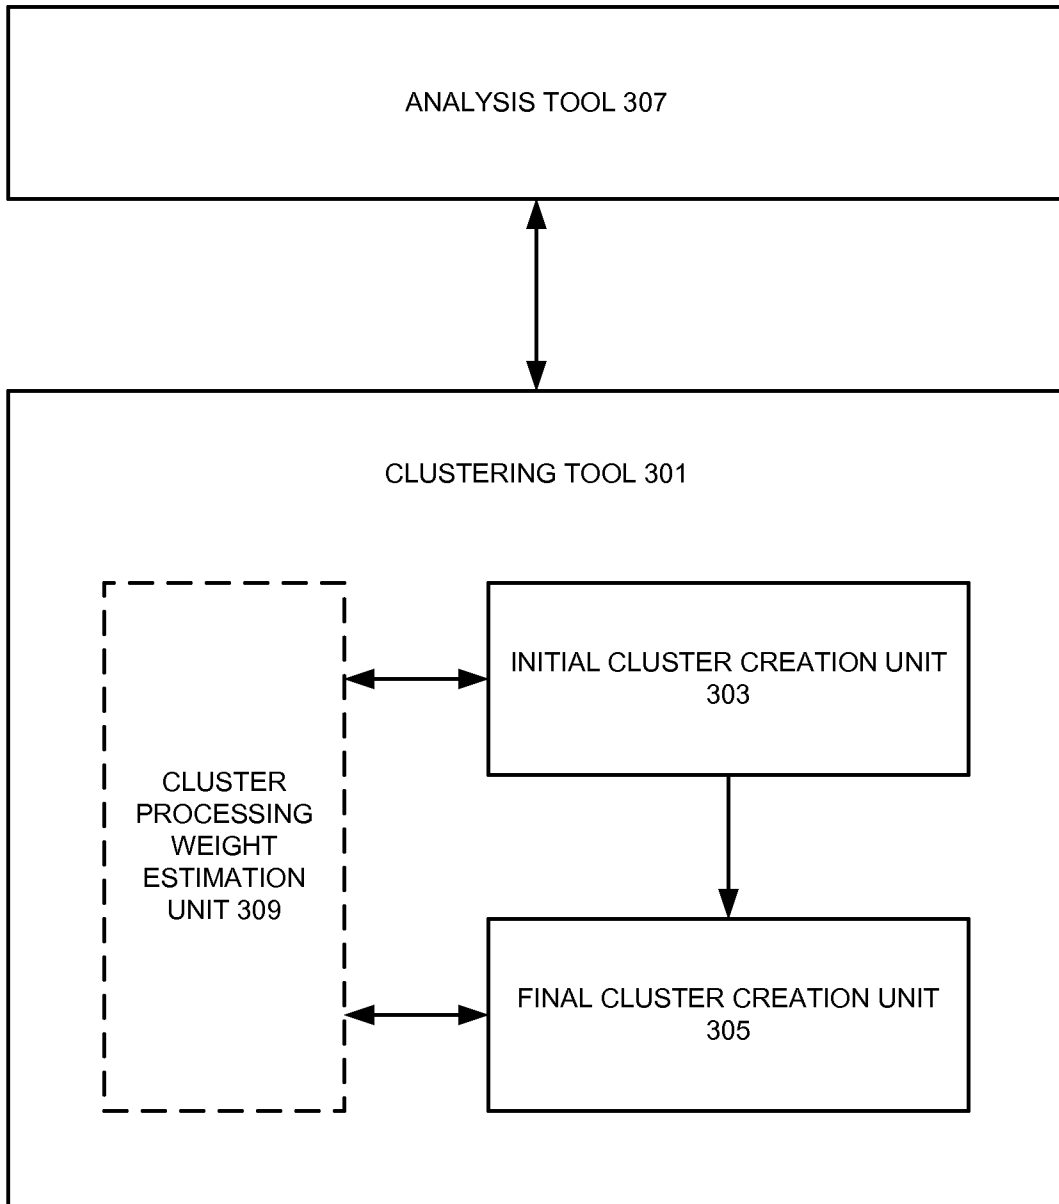 ANALYSIS TOOL 307
CLUSTERING TOOL 301
INITIAL CLUSTER CREATION UNIT
303
CLUSTER
PROCESSING
WEIGHT
ESTIMATION
UNIT 309
FINAL CLUSTER CREATION UNIT
305